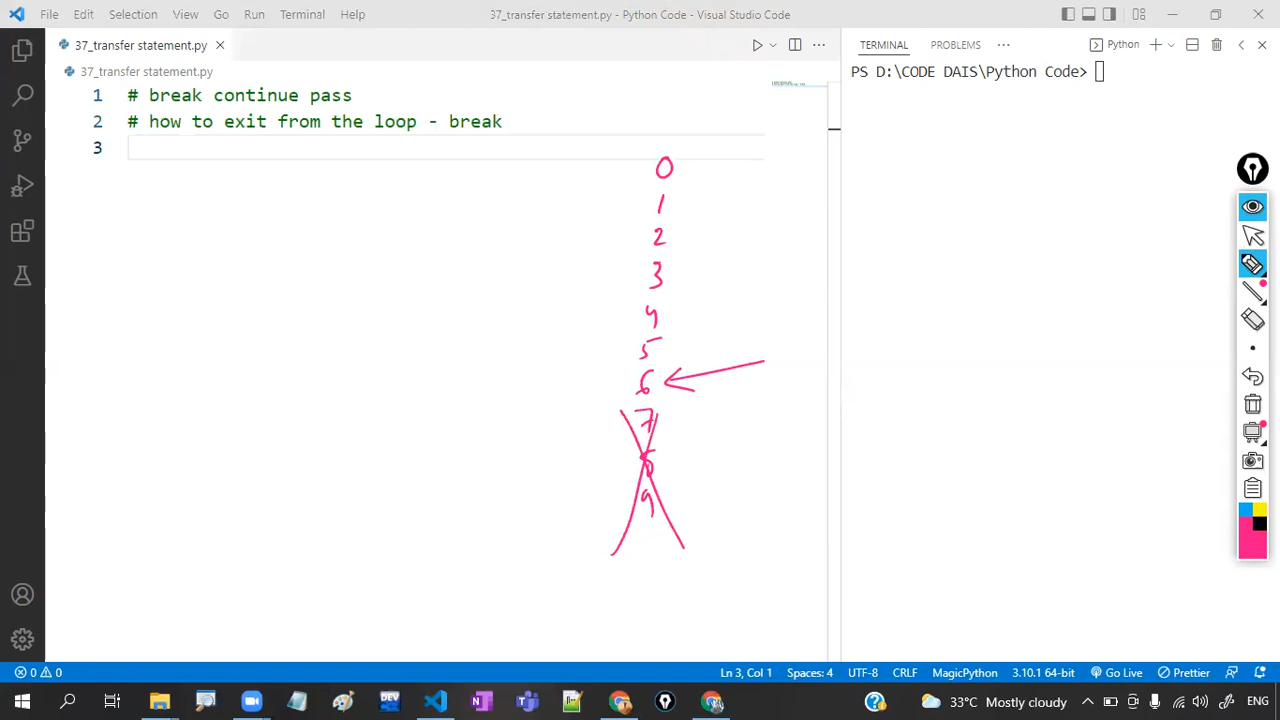 File Edit Selection View Go Run Terminal Help 37_transfer statement.py - Python Code - Visual Studio Code
37_transfer statement.py
TERMINAL PROBLEMS Python
37_transfer statement.py
PS D:\CODE DAIS\Python Code>
1 # break continue pass
2 # how to exit from the loop - break
3
0
1
2
3
4
5
6
7
8
9
0 0 Ln 3, Col 1 Spaces: 4 UTF-8 CRLF MagicPython 3.10.1 64-bit Go Live Prettier
DEV 33°C Mostly cloudy ENG